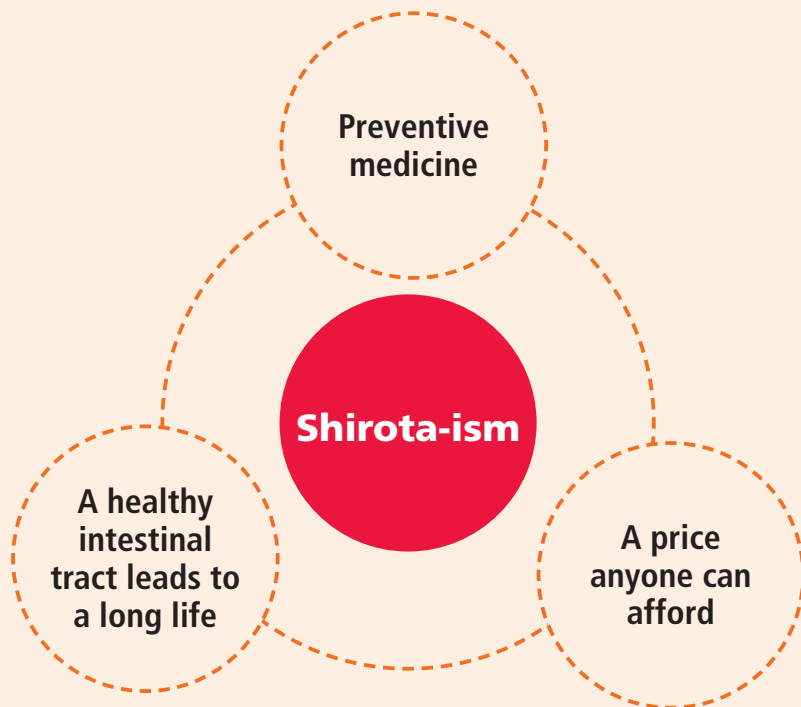 Preventive
medicine
Shirota-ism
A healthy
intestinal
tract leads to
a long life
A price
anyone can
afford